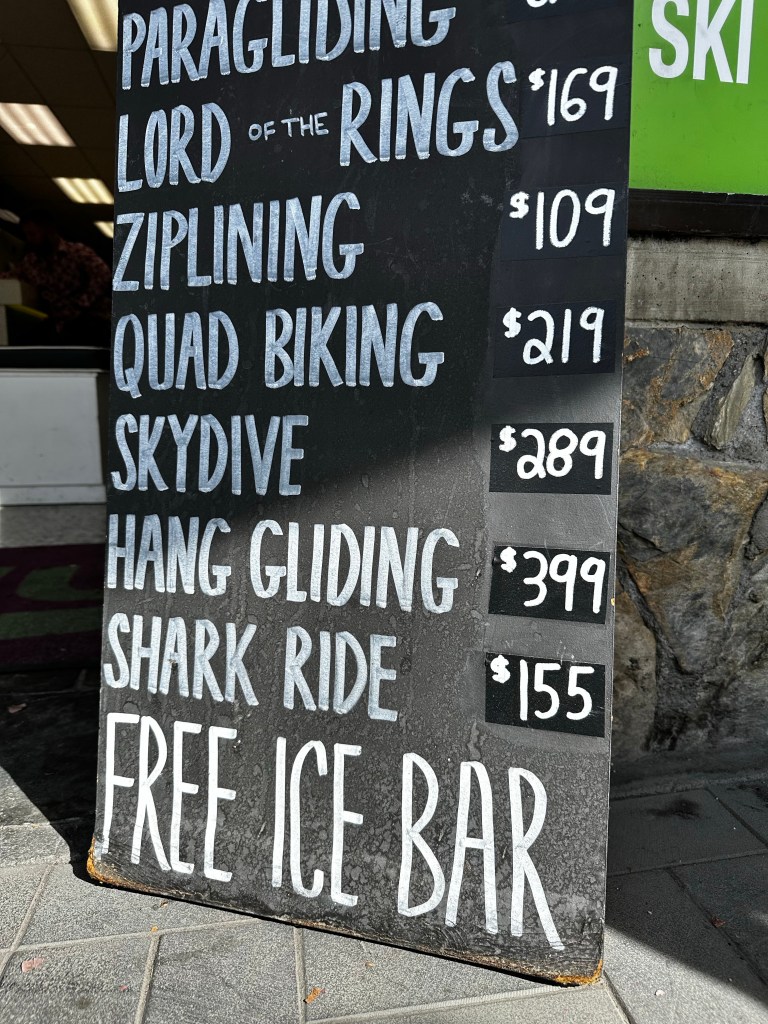 PARAGLIDING
LORD OF THE RINGS $169
ZIPLINING $109
QUAD BIKING $219
SKYDIVE $289
HANG GLIDING $399
SHARK RIDE $155
FREE ICE BAR
SKI